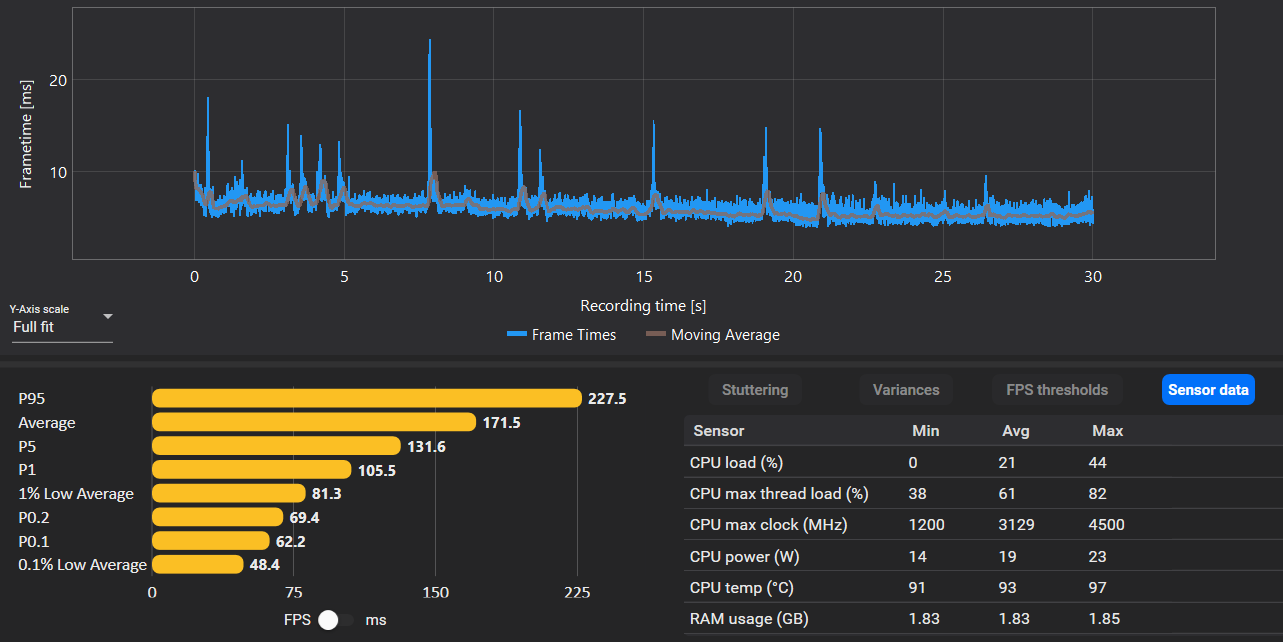 20
10
Frametime [ms]
0 5 10 15 20 25 30
Recording time [s]
Y-Axis scale
Full fit
Frame Times Moving Average
P95 227.5
Average 171.5
P5 131.6
P1 105.5
1% Low Average 81.3
P0.2 69.4
P0.1 62.2
0.1% Low Average 48.4
0 75 150 225
FPS ms
Stuttering Variances FPS thresholds Sensor data
Sensor Min Avg Max
CPU load (%) 0 21 44
CPU max thread load (%) 38 61 82
CPU max clock (MHz) 1200 3129 4500
CPU power (W) 14 19 23
CPU temp (°C) 91 93 97
RAM usage (GB) 1.83 1.83 1.85